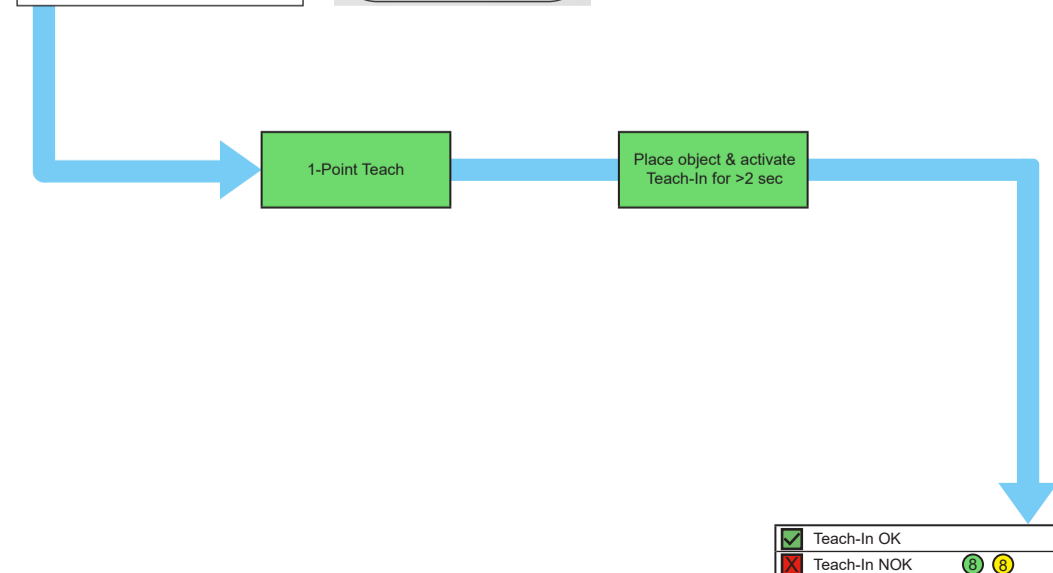 1-Point Teach
Place object & activate
Teach-In for >2 sec
Teach-In OK
Teach-In NOK 8 8